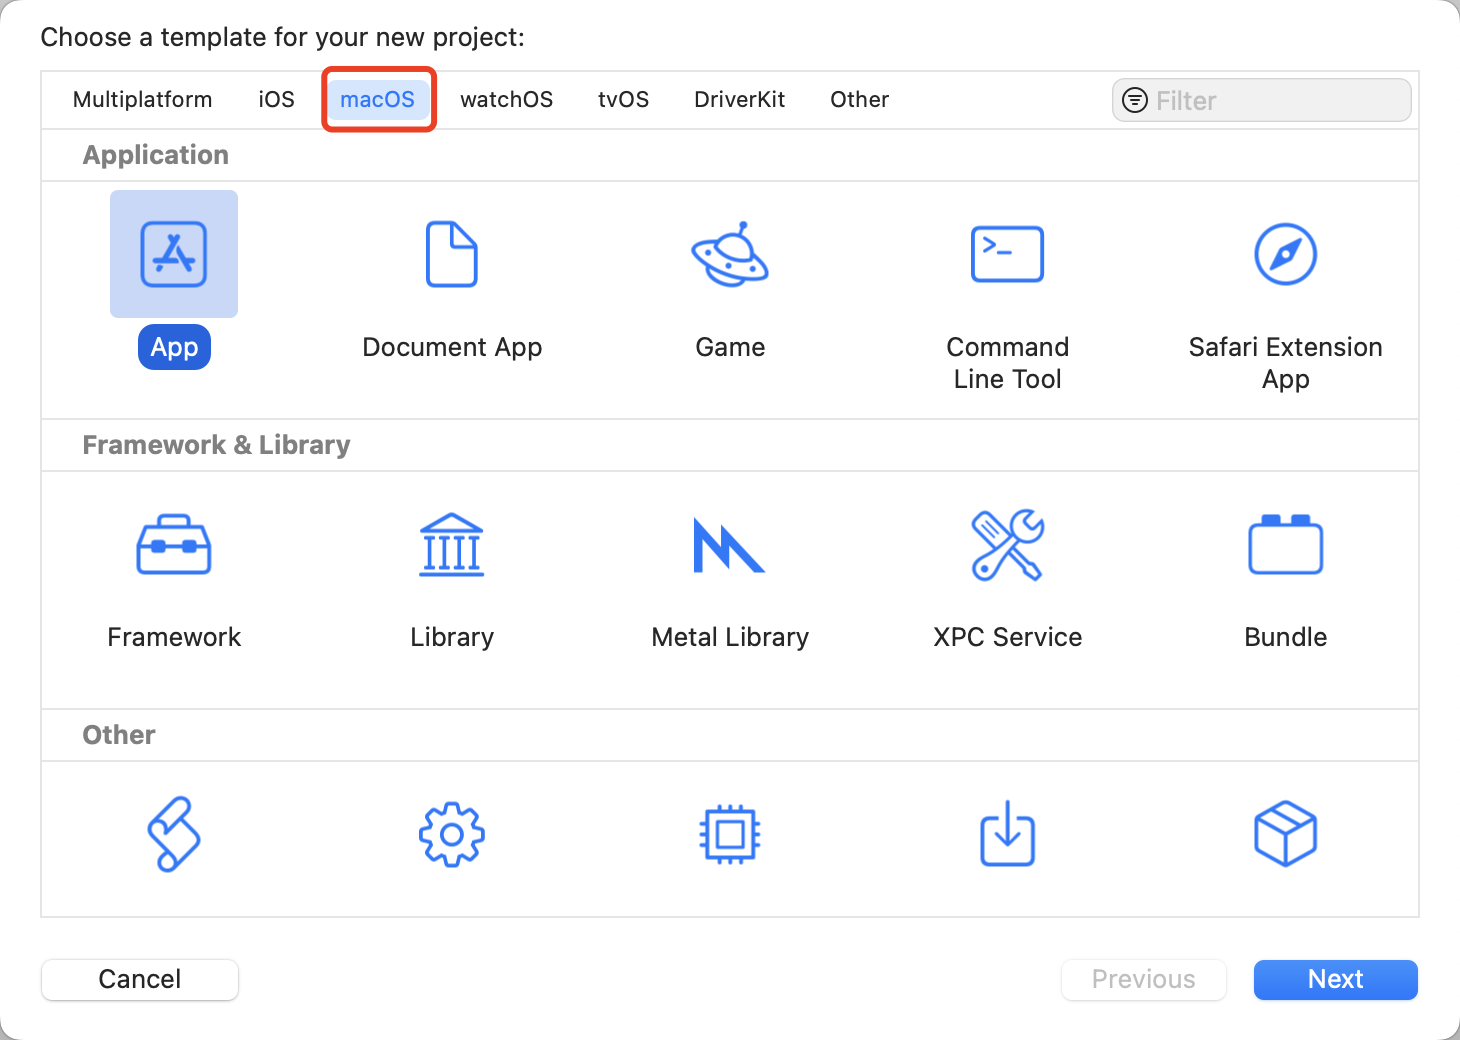 Choose a template for your new project:
Multiplatform iOS macOS watchOS tvOS DriverKit Other Filter
Application
App Document App Game Command Line Tool Safari Extension App
Framework & Library
Framework Library Metal Library XPC Service Bundle
Other
Cancel Previous Next